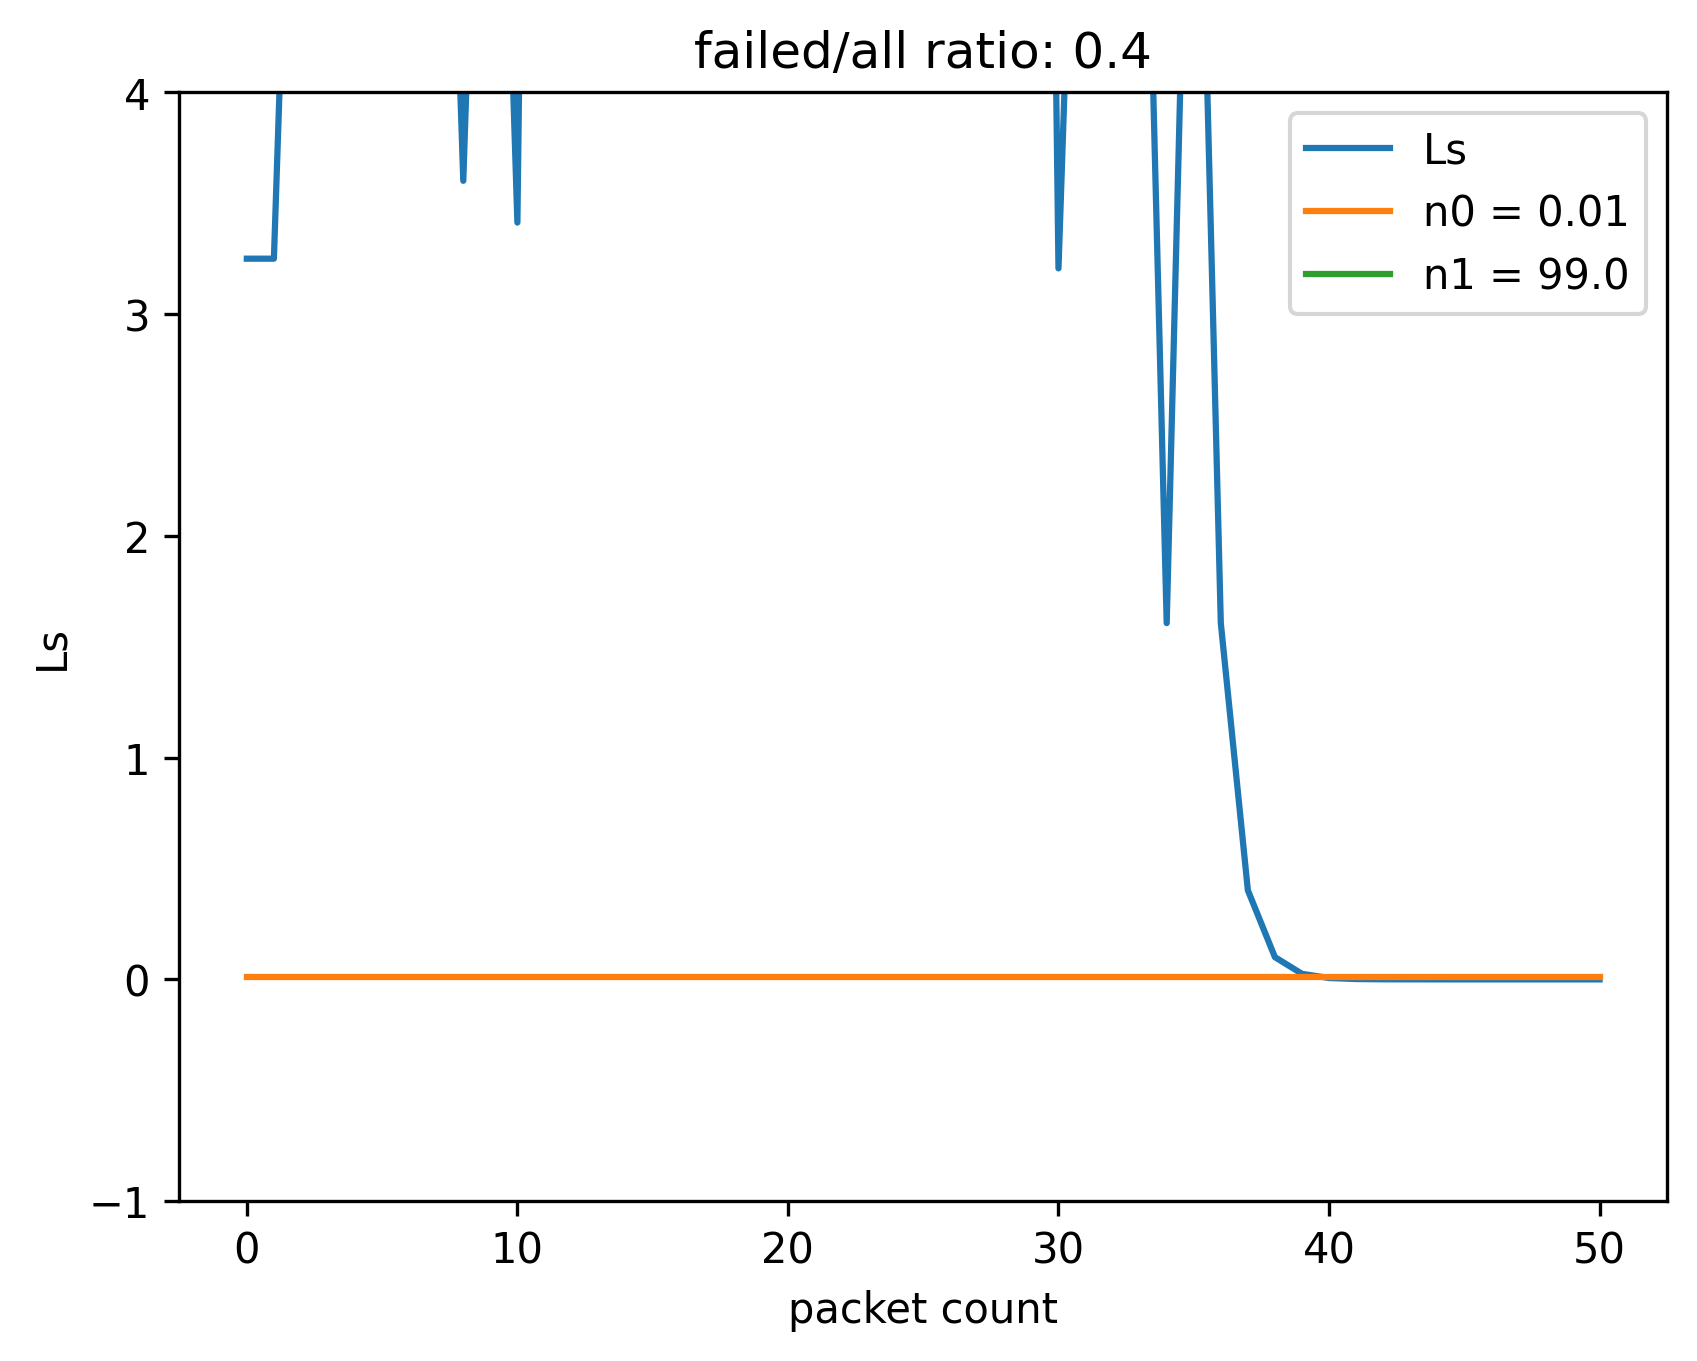 failed/all ratio: 0.4
4
3
2
1
0
−1
Ls
Ls
n0 = 0.01
n1 = 99.0
0 10 20 30 40 50
packet count